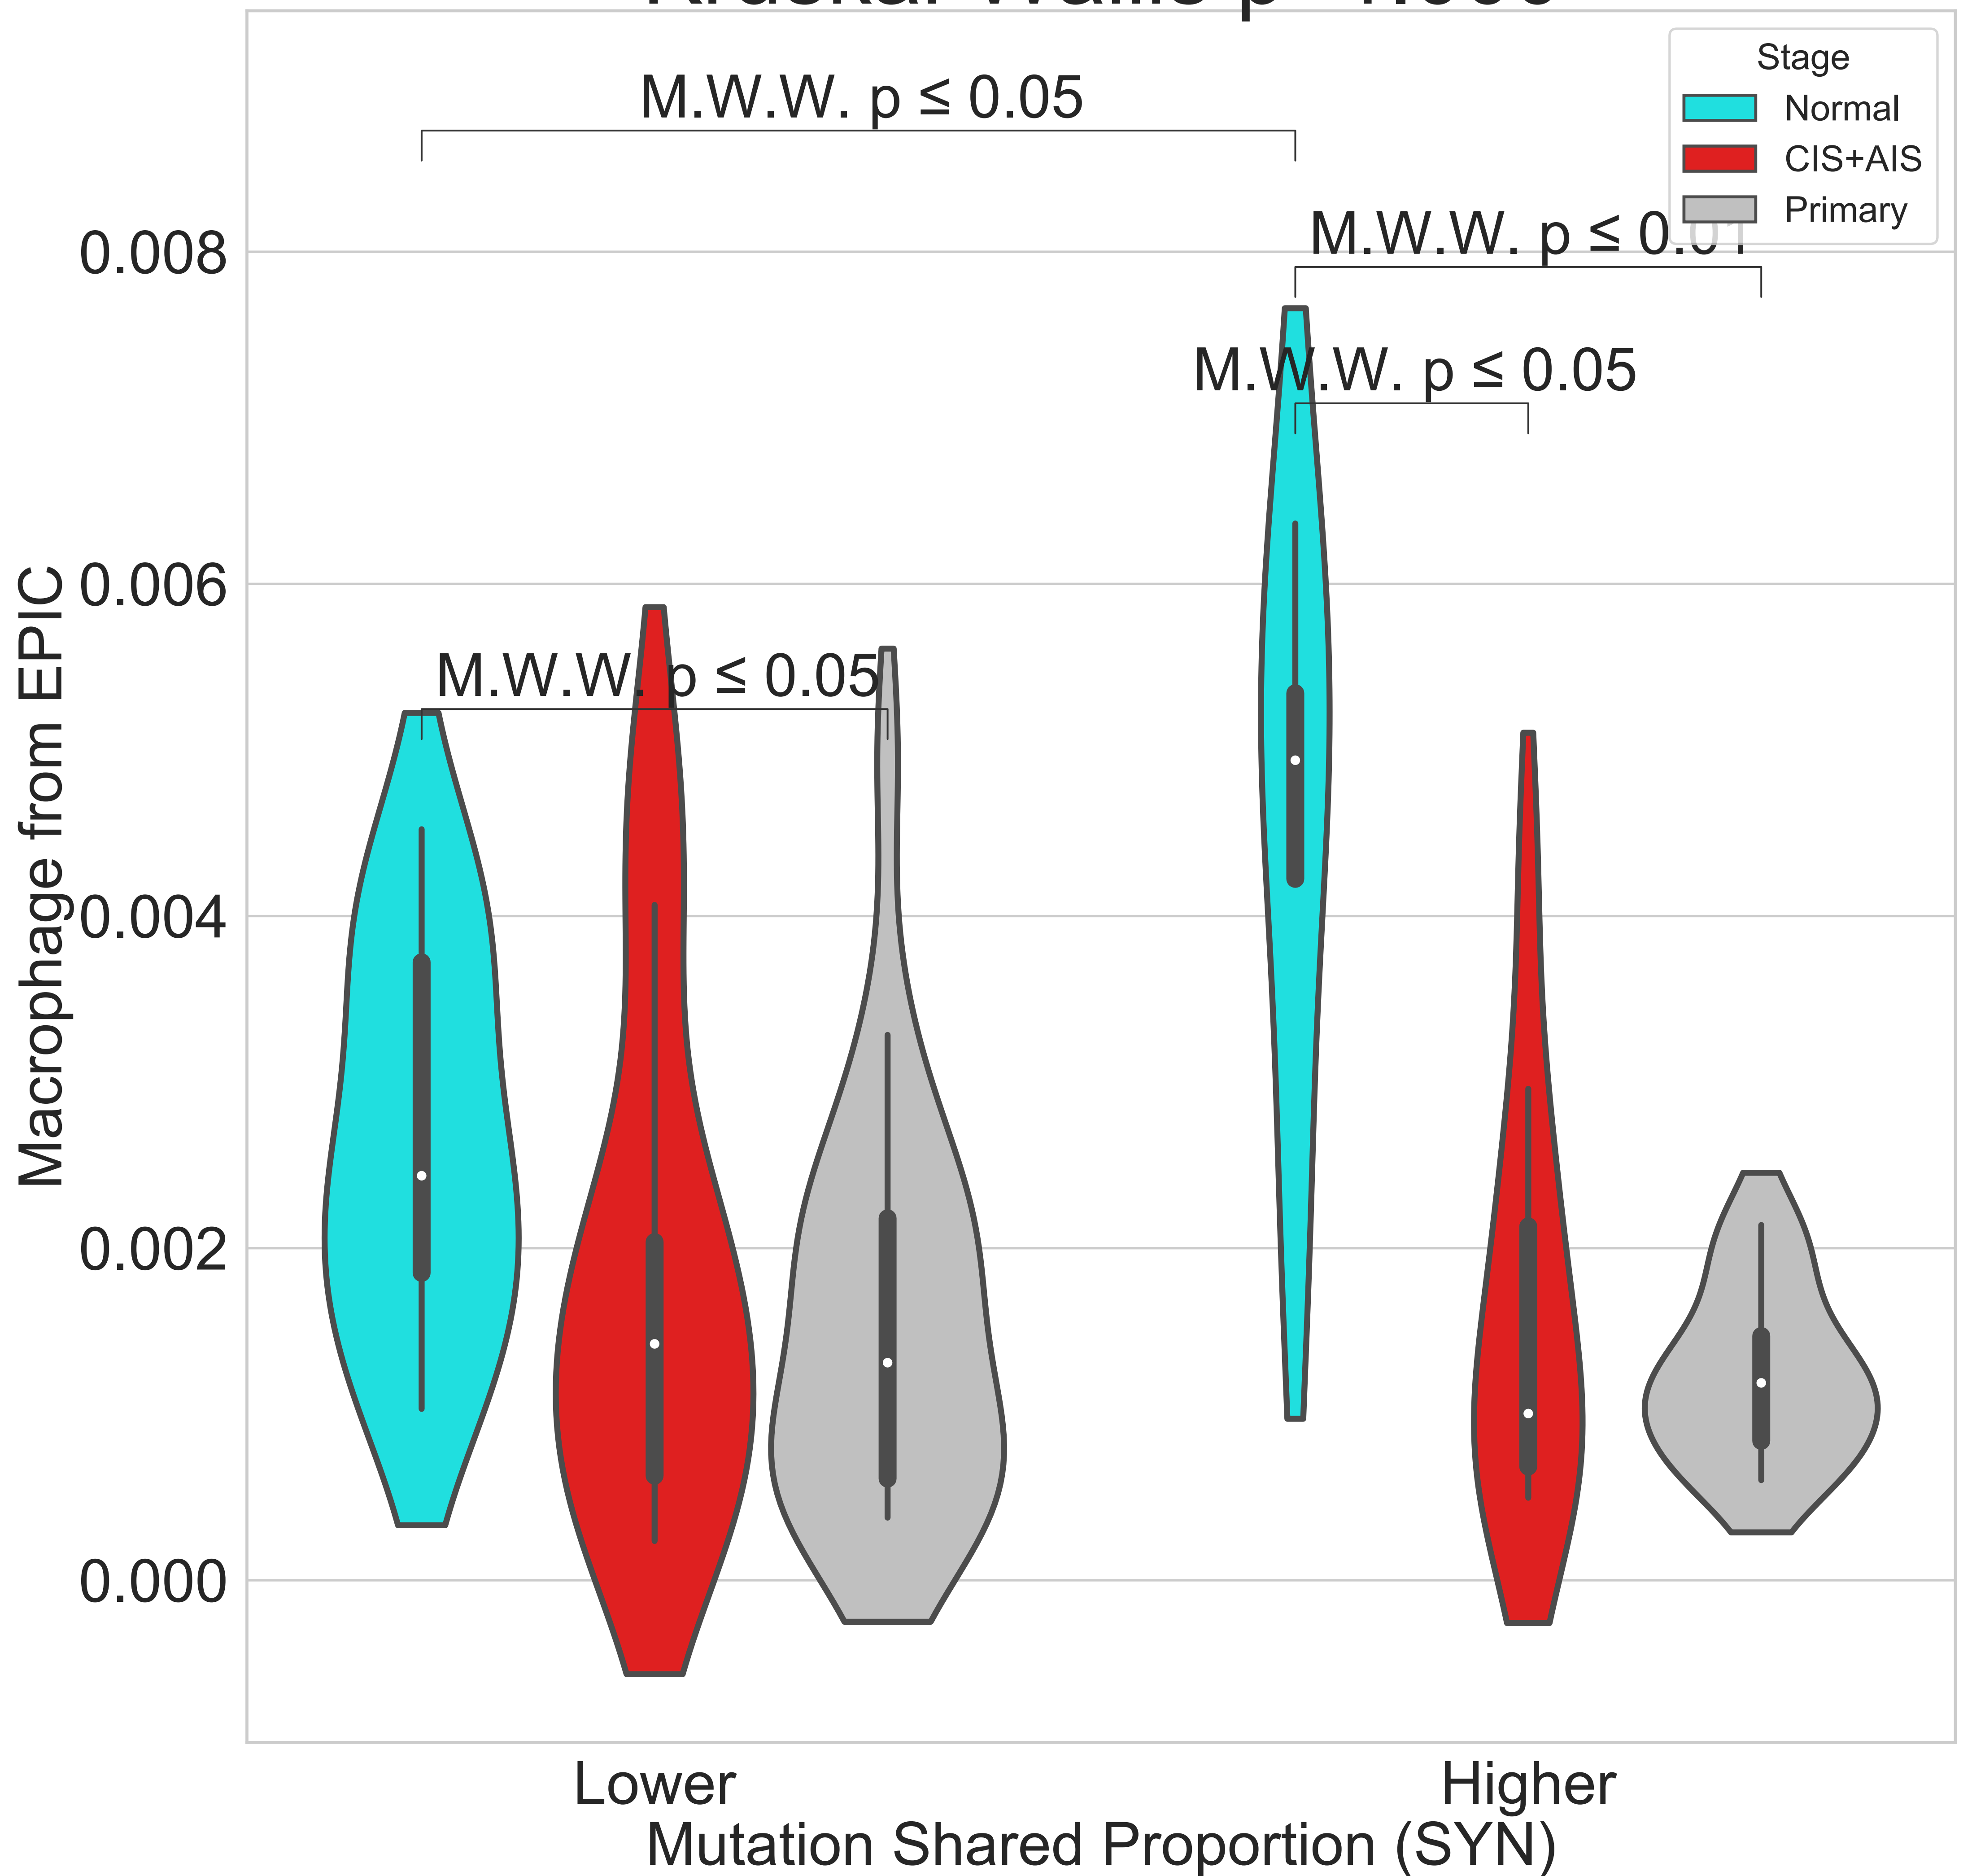 M.W.W. p ≤ 0.05
Stage
Normal
CIS+AIS
Primary
M.W.W. p ≤ 0.01
M.W.W. p ≤ 0.05
M.W.W. p ≤ 0.05
0.008
0.006
0.004
0.002
0.000
Macrophage from EPIC
Lower
Higher
Mutation Shared Proportion (SYN)